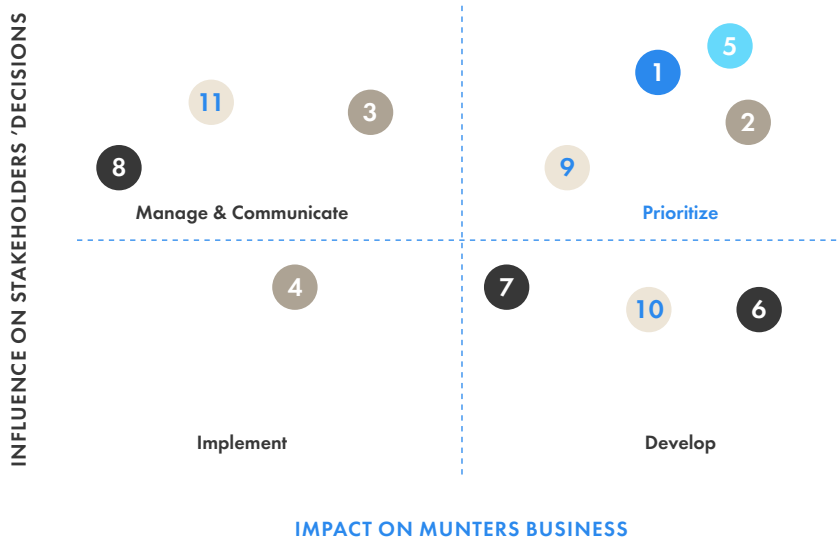 INFLUENCE ON STAKEHOLDERS ’DECISIONS
5
1
11
3
2
8
9
Manage & Communicate
Prioritize
4
7
10
6
Implement
Develop
IMPACT ON MUNTERS BUSINESS